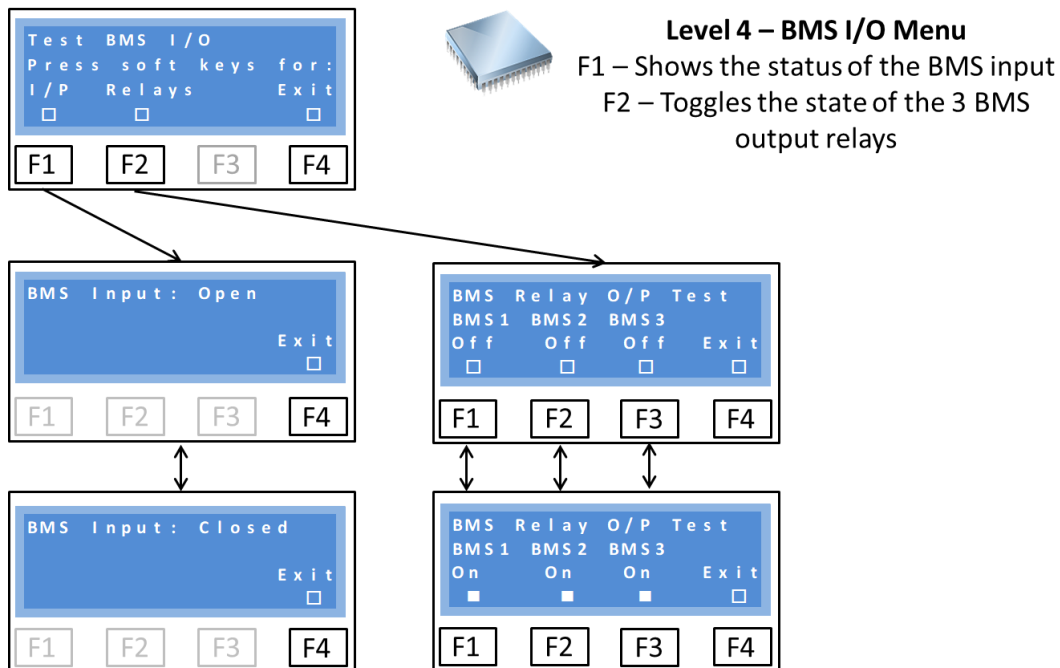 Test BMS I/O
Press soft keys for:
I/P Relays Exit
F1 F2 F3 F4
Level 4 – BMS I/O Menu
F1 – Shows the status of the BMS input
F2 – Toggles the state of the 3 BMS
output relays
BMS Input: Open
Exit
F1 F2 F3 F4
BMS Relay O/P Test
BMS1 BMS2 BMS3
Off Off Off Exit
F1 F2 F3 F4
BMS Input: Closed
Exit
F1 F2 F3 F4
BMS Relay O/P Test
BMS1 BMS2 BMS3
On On On Exit
F1 F2 F3 F4